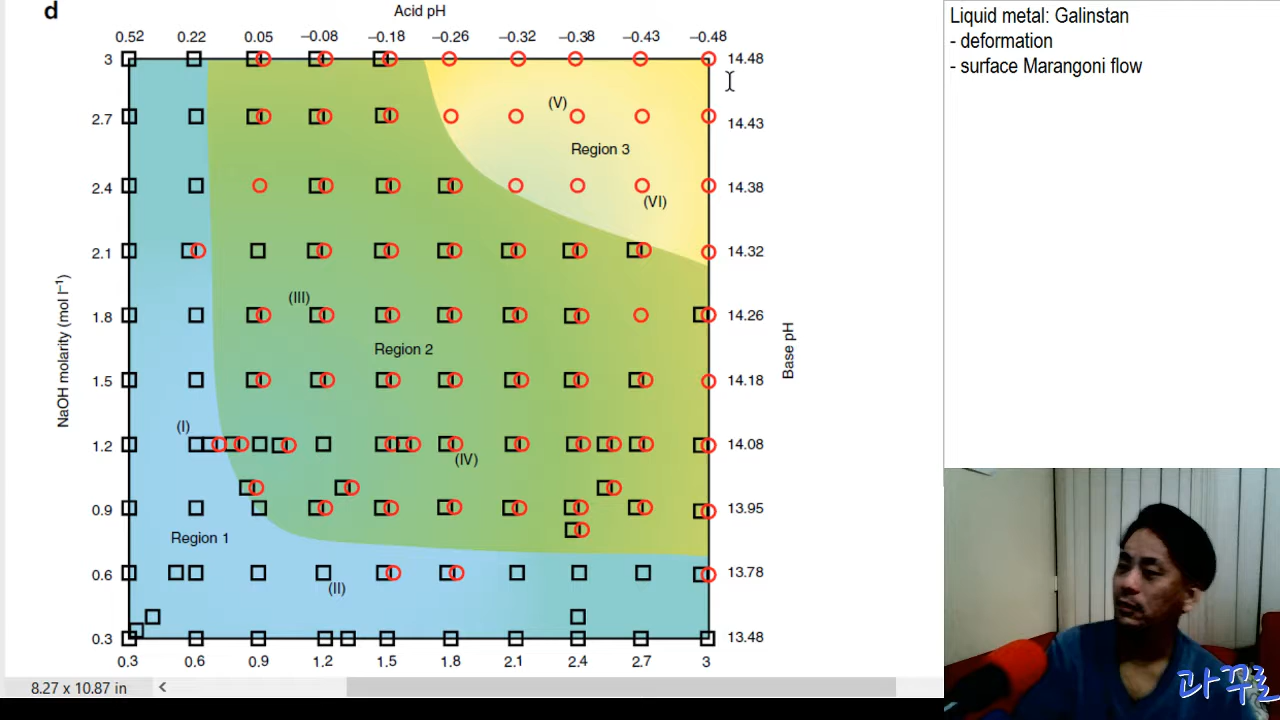 d
Acid pH
0.52 0.22 0.05 –0.08 –0.18 –0.26 –0.32 –0.38 –0.43 –0.48
Liquid metal: Galinstan
- deformation
- surface Marangoni flow
3 14.48
(V)
2.7 14.43
Region 3
2.4 14.38
(VI)
2.1 14.32
NaOH molarity (mol l⁻¹)
(III)
1.8 14.26
Region 2
Base pH
1.5 14.18
(I)
1.2 14.08
(IV)
0.9 13.95
Region 1
0.6 13.78
(II)
0.3 13.48
0.3 0.6 0.9 1.2 1.5 1.8 2.1 2.4 2.7 3
8.27 x 10.87 in
과꾸로